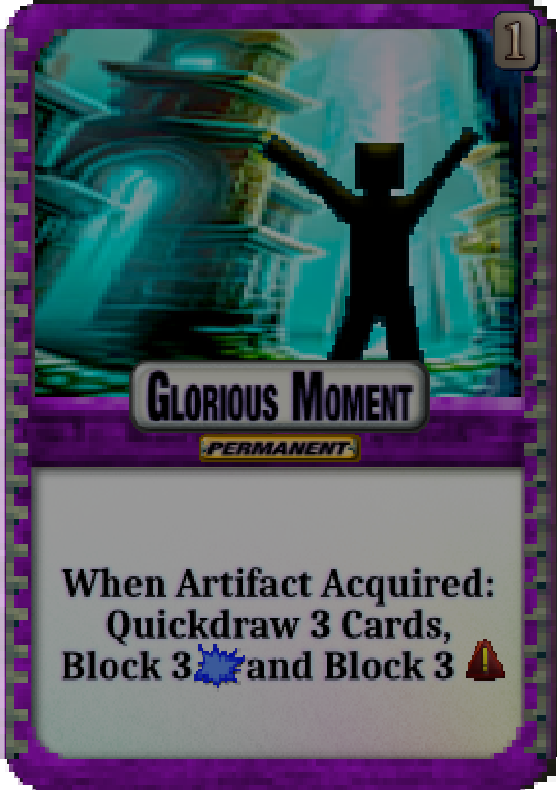 1
GLORIOUS MOMENT
PERMANENT
When Artifact Acquired:
Quickdraw 3 Cards,
Block 3 and Block 3